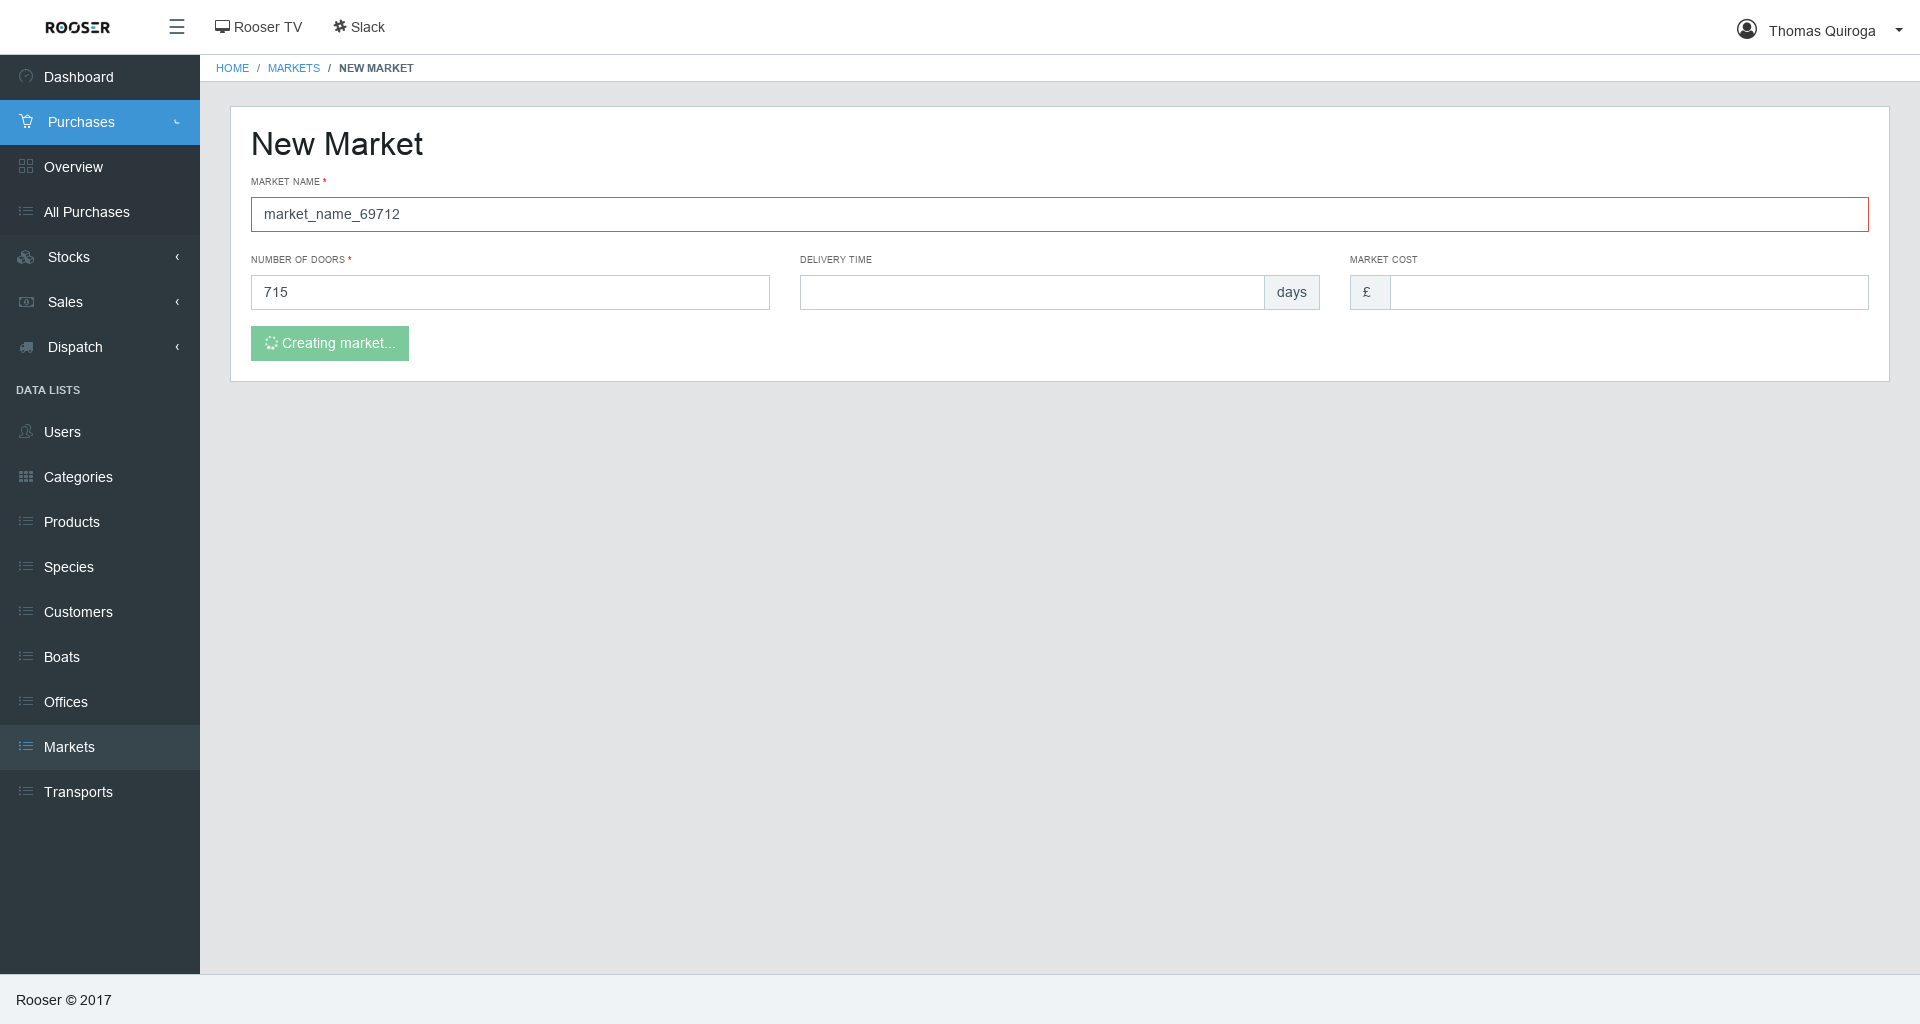 ROOSER
Rooser TV
Slack
Thomas Quiroga
HOME / MARKETS / NEW MARKET
Dashboard
Purchases
Overview
All Purchases
Stocks
Sales
Dispatch
DATA LISTS
Users
Categories
Products
Species
Customers
Boats
Offices
Markets
Transports
New Market
MARKET NAME *
market_name_69712
NUMBER OF DOORS *
DELIVERY TIME
MARKET COST
715
days
£
Creating market...
Rooser © 2017